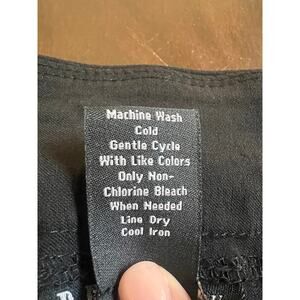 Machine Wash
Cold
Gentle Cycle
With Like Colors
Only Non-
Chlorine Bleach
When Needed
Line Dry
Cool Iron